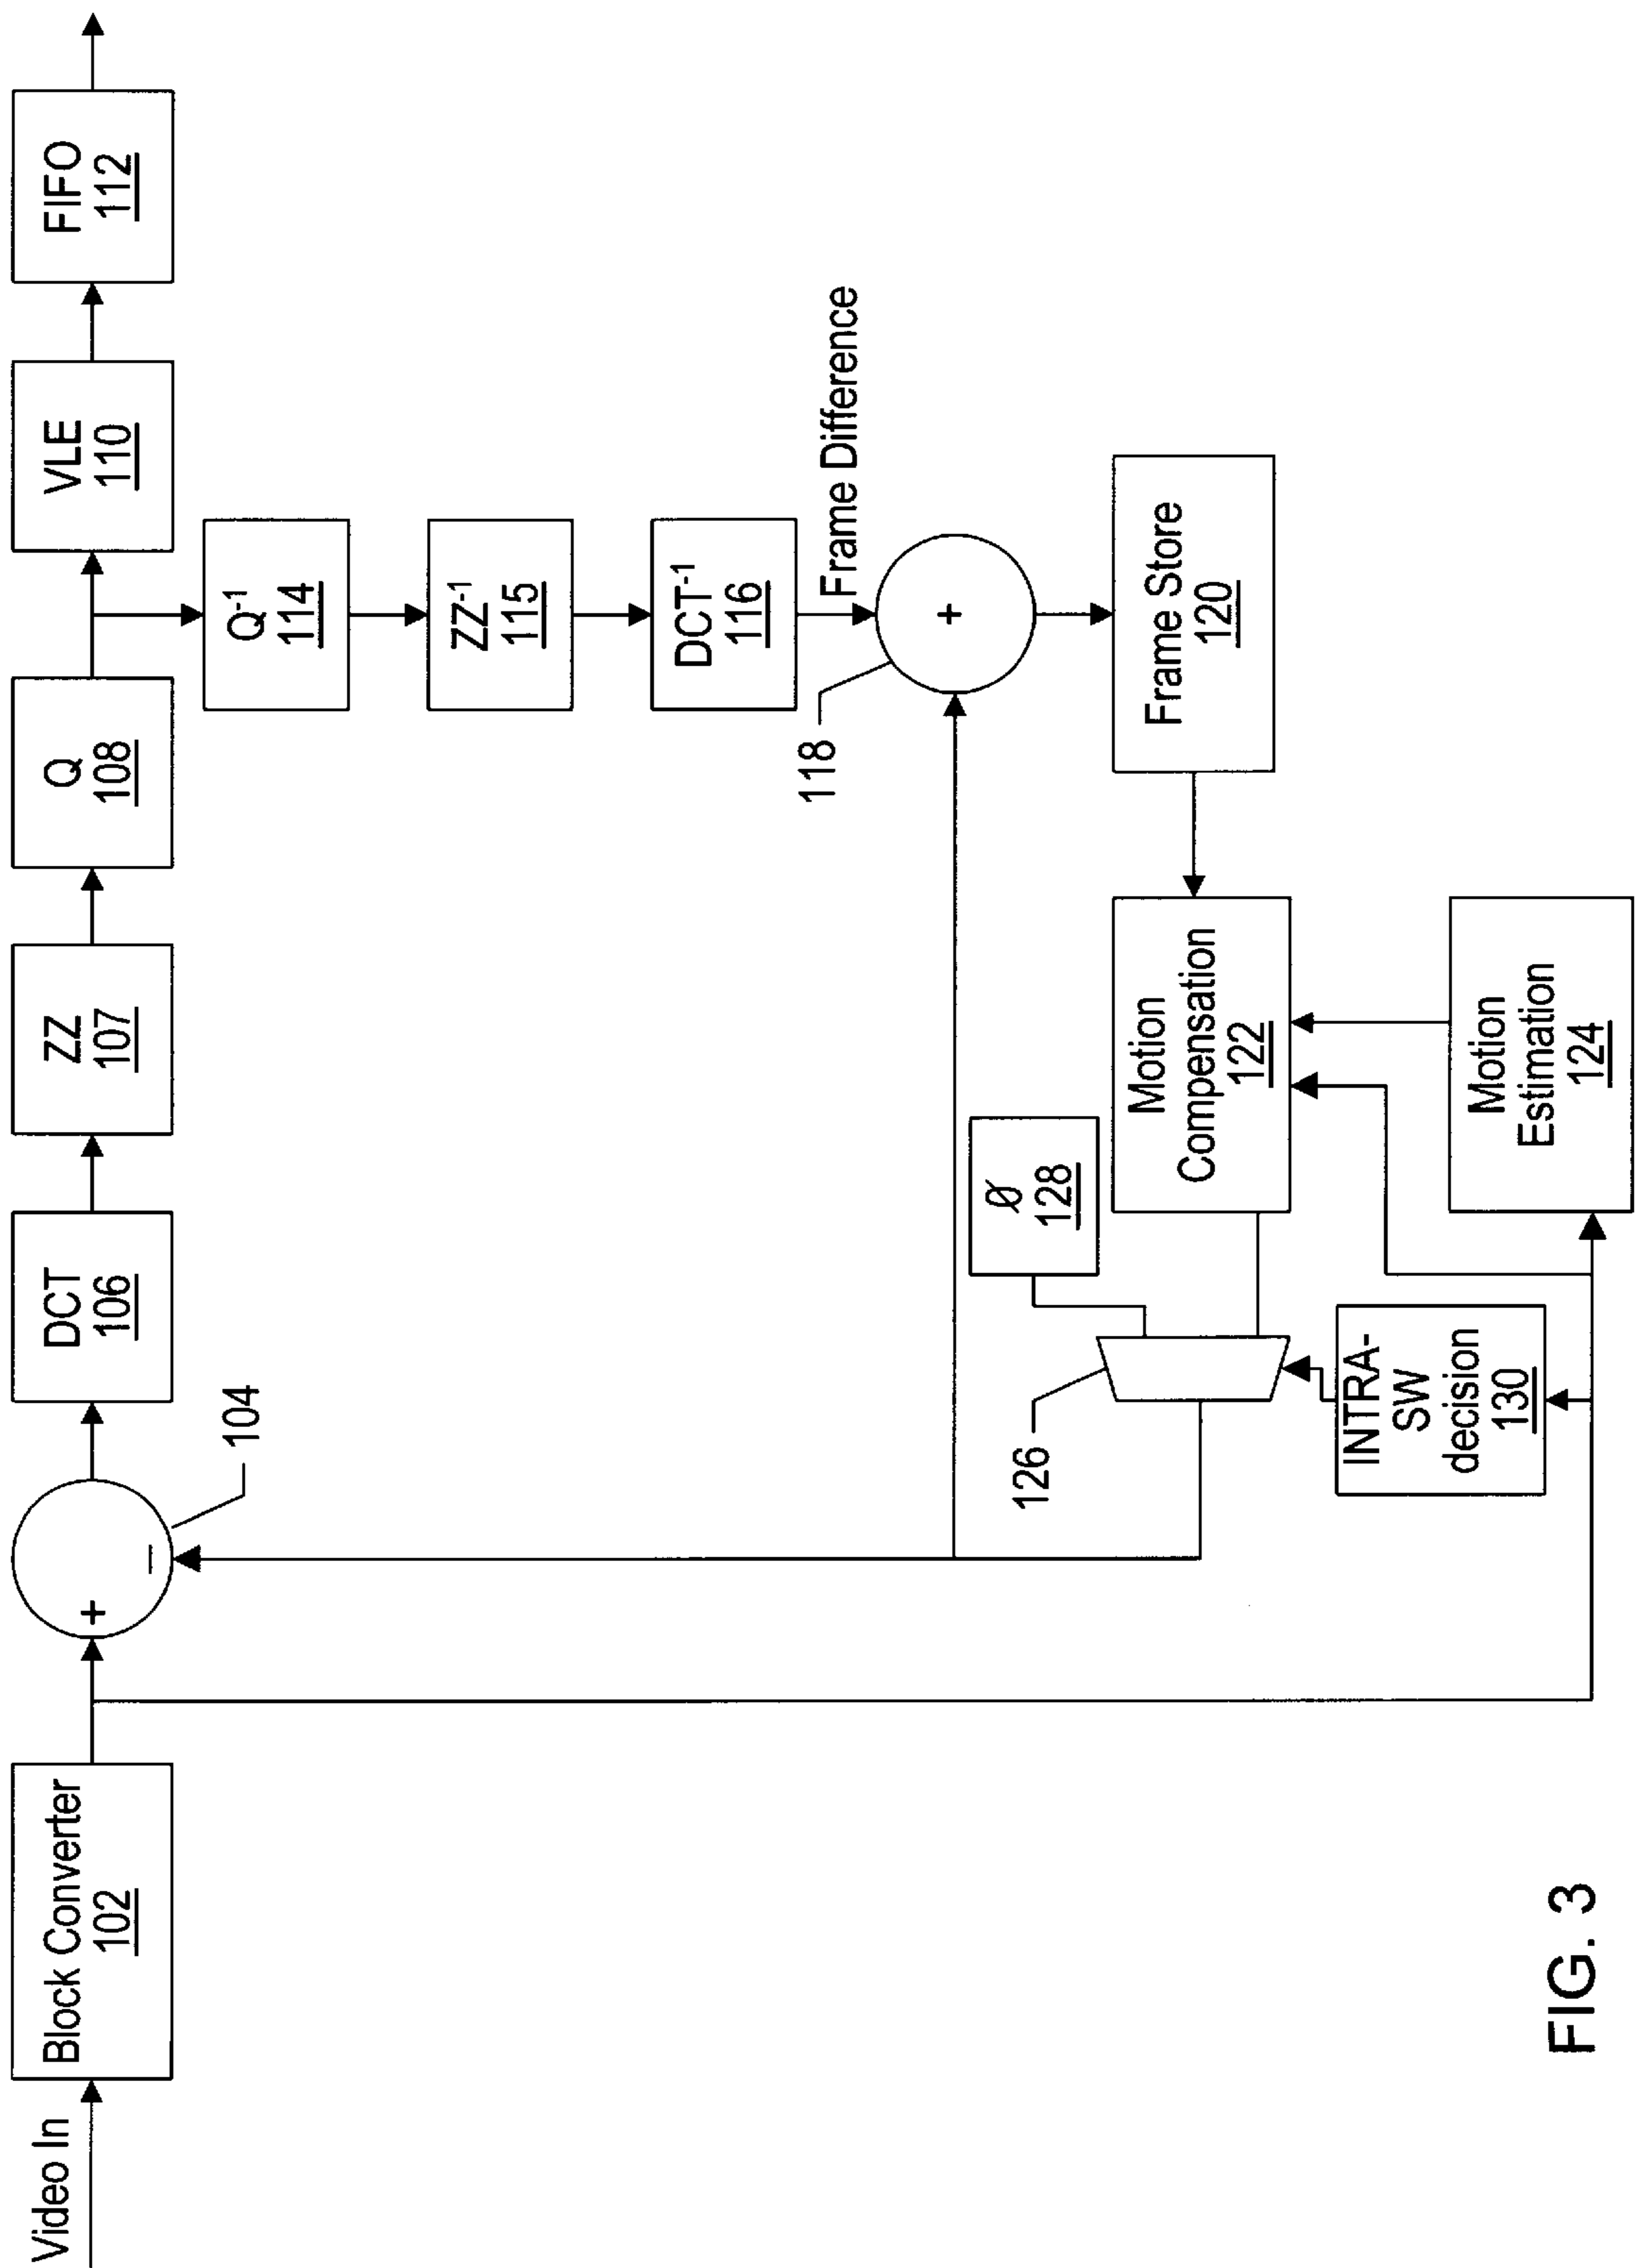 Video In
Block Converter
102
+
−
104
DCT
106
ZZ
107
Q
108
VLE
110
FIFO
112
Q-1
114
ZZ-1
115
DCT-1
116
Frame Difference
118
+
Frame Store
120
Motion
Compensation
122
Ø
128
126
INTRA-
SW
decision
130
Motion
Estimation
124
FIG. 3